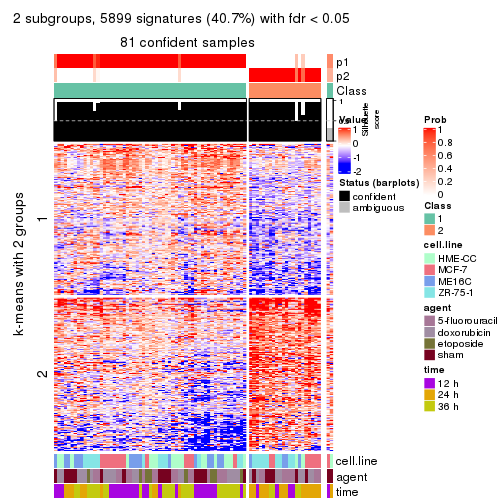 2 subgroups, 5899 signatures (40.7%) with fdr < 0.05
81 confident samples
p1
p2
Class
1
Silhouette
score
k-means with 2 groups
1
2
cell.line
agent
time
Value
1
0
-1
-2
Status (barplots)
confident
ambiguous
Prob
1
0.8
0.6
0.4
0.2
0
Class
1
2
cell.line
HME-CC
MCF-7
ME16C
ZR-75-1
agent
5-fluorouracil
doxorubicin
etoposide
sham
time
12 h
24 h
36 h